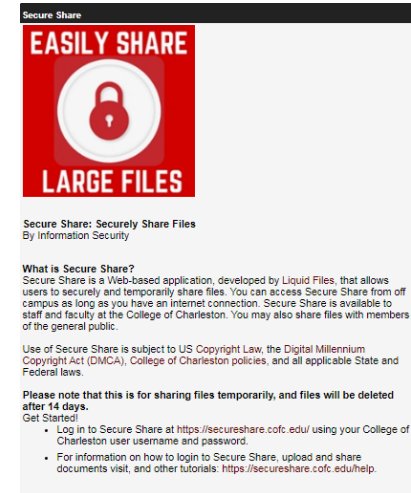 Secure Share
EASILY SHARE
LARGE FILES
Secure Share: Securely Share Files
By Information Security
What is Secure Share?
Secure Share is a Web-based application, developed by Liquid Files, that allows
users to securely and temporarily share files. You can access Secure Share from off
campus as long as you have an internet connection. Secure Share is available to
staff and faculty at the College of Charleston. You may also share files with members
of the general public.
Use of Secure Share is subject to US Copyright Law, the Digital Millennium
Copyright Act (DMCA), College of Charleston policies, and all applicable State and
Federal laws.
Please note that this is for sharing files temporarily, and files will be deleted
after 14 days.
Get Started!
• Log in to Secure Share at https://secureshare.cofc.edu/ using your College of
Charleston user username and password.
• For information on how to login to Secure Share, upload and share
documents visit, and other tutorials: https://secureshare.cofc.edu/help.